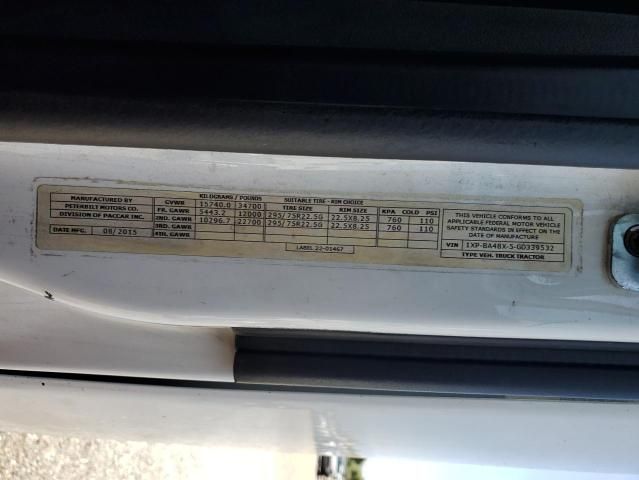 MANUFACTURED BY
PETERBILT MOTORS CO.
DIVISION OF PACCAR INC.
DATE MFG. 08/2015
KILOGRAMS / POUNDS SUITABLE TIRE - RIM CHOICE
GVWR 15740.0 34700 TIRE SIZE RIM SIZE KPA COLD PSI
FR. GAWR 5443.2 12000 295/75R22.5G 22.5X8.25 760 110
2ND. GAWR 10296.7 22700 295/75R22.5G 22.5X8.25 760 110
3RD. GAWR
4TH. GAWR
LABEL 22-01467
THIS VEHICLE CONFORMS TO ALL
APPLICABLE FEDERAL MOTOR VEHICLE
SAFETY STANDARDS IN EFFECT ON THE
DATE OF MANUFACTURE
VIN 1XP-BA48X-5-GD339532
TYPE VEH. TRUCK TRACTOR